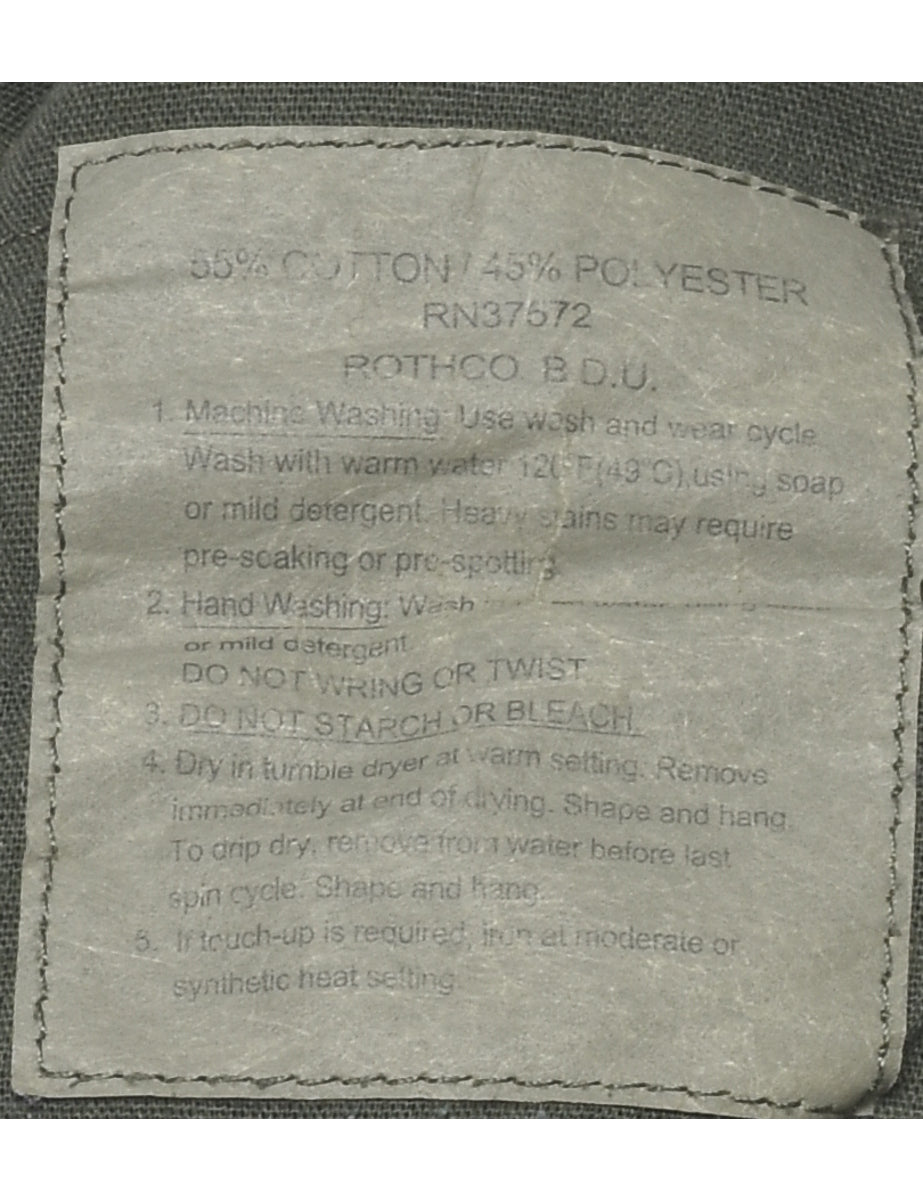 55% COTTON / 45% POLYESTER
RN37572
ROTHCO B.D.U.
1. Machine Washing: Use wash and wear cycle.
Wash with warm water 120°F(49°C),using soap
or mild detergent. Heavy stains may require
pre-soaking or pre-spotting.
2. Hand Washing: Wash water using
or mild detergent.
DO NOT WRING OR TWIST.
3. DO NOT STARCH OR BLEACH.
4. Dry in tumble dryer at warm setting. Remove
immediately at end of drying. Shape and hang.
To drip dry, remove from water before last
spin cycle. Shape and hang.
5. If touch-up is required, iron at moderate or
synthetic heat setting.